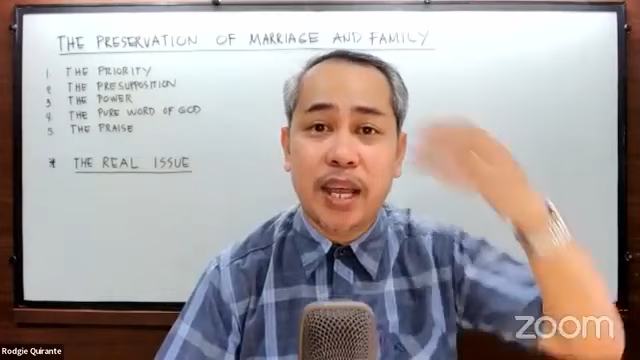 THE PRESERVATION OF MARRIAGE AND FAMILY
1 THE PRIORITY
2 THE PRESUPPOSITION
3 THE POWER
4 THE PURE WORD OF GOD
5 THE PRAISE
* THE REAL ISSUE
zoom
Rodgie Quirante